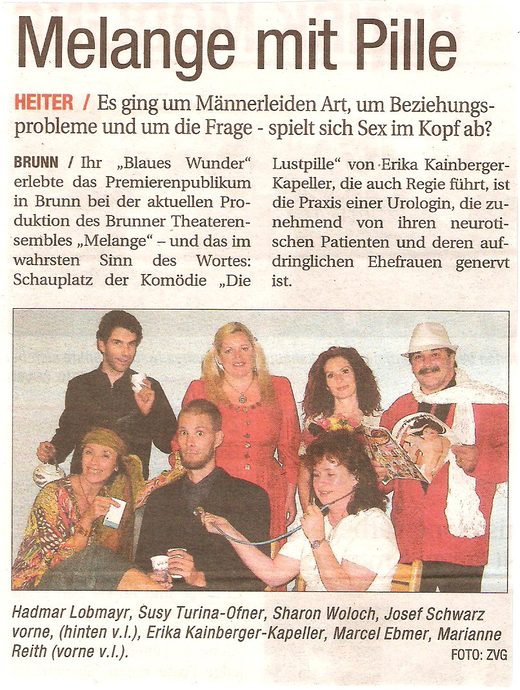 Melange mit Pille
HEITER / Es ging um Männerleiden Art, um Beziehungs-
probleme und um die Frage - spielt sich Sex im Kopf ab?
BRUNN / Ihr „Blaues Wunder“
erlebte das Premierenpublikum
in Brunn bei der aktuellen Pro-
duktion des Brunner Theateren-
sembles „Melange“ – und das im
wahrsten Sinn des Wortes:
Schauplatz der Komödie „Die
Lustpille“ von Erika Kainberger-
Kapeller, die auch Regie führt, ist
die Praxis einer Urologin, die zu-
nehmend von ihren neuroti-
schen Patienten und deren auf-
dringlichen Ehefrauen genervt
ist.
Hadmar Lobmayr, Susy Turina-Ofner, Sharon Woloch, Josef Schwarz
vorne, (hinten v.l.), Erika Kainberger-Kapeller, Marcel Ebmer, Marianne
Reith (vorne v.l.).
FOTO: ZVG